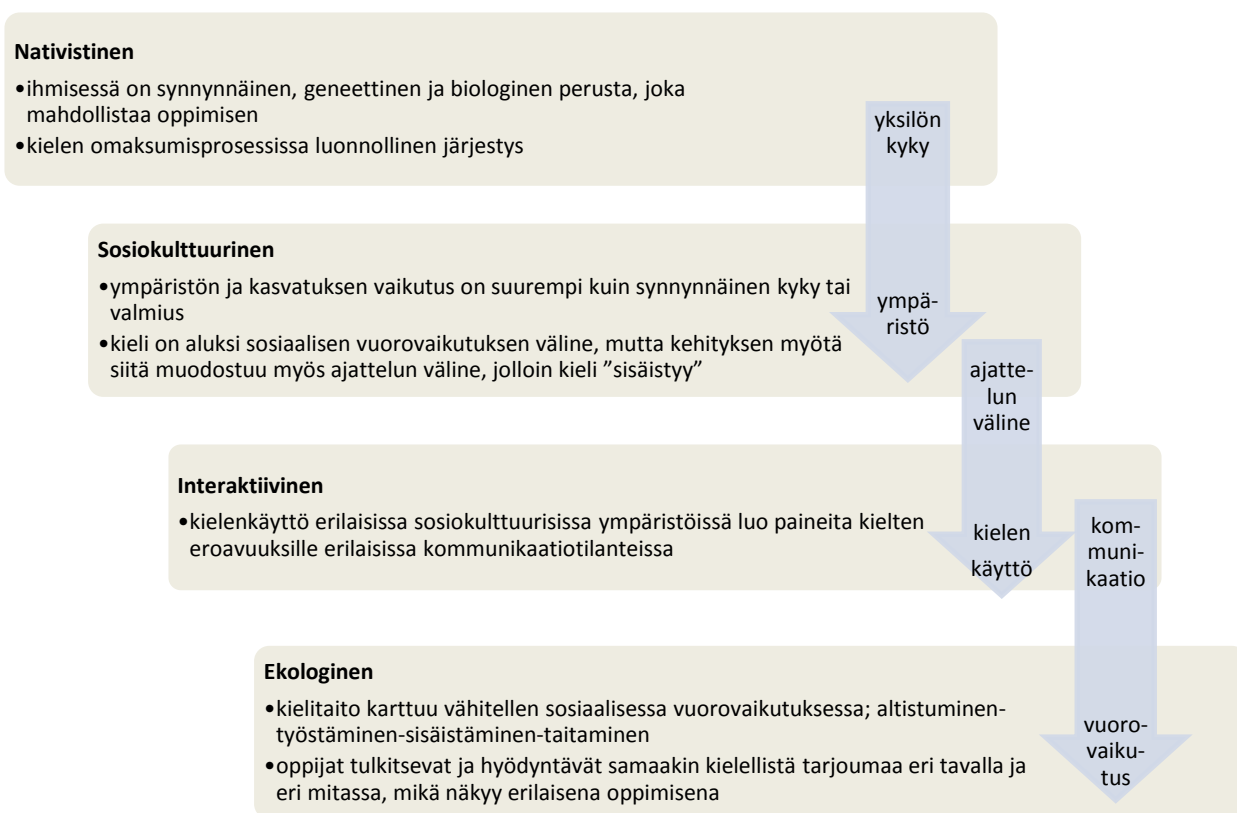 Nativistinen
•ihmisessä on synnynnäinen, geneettinen ja biologinen perusta, joka
mahdollistaa oppimisen
•kielen omaksumisprosessissa luonnollinen järjestys
yksilön
kyky
Sosiokulttuurinen
•ympäristön ja kasvatuksen vaikutus on suurempi kuin synnynnäinen kyky tai
valmius
•kieli on aluksi sosiaalisen vuorovaikutuksen väline, mutta kehityksen myötä
siitä muodostuu myös ajattelun väline, jolloin kieli ”sisäistyy”
ympä-
ristö
ajatte-
lun
väline
Interaktiivinen
•kielenkäyttö erilaisissa sosiokulttuurisissa ympäristöissä luo paineita kielten
eroavuuksille erilaisissa kommunikaatiotilanteissa
kielen
käyttö
kom-
muni-
kaatio
Ekologinen
•kielitaito karttuu vähitellen sosiaalisessa vuorovaikutuksessa; altistuminen-
työstäminen-sisäistäminen-taitaminen
•oppijat tulkitsevat ja hyödyntävät samaakin kielellistä tarjoumaa eri tavalla ja
eri mitassa, mikä näkyy erilaisena oppimisena
vuoro-
vaiku-
tus